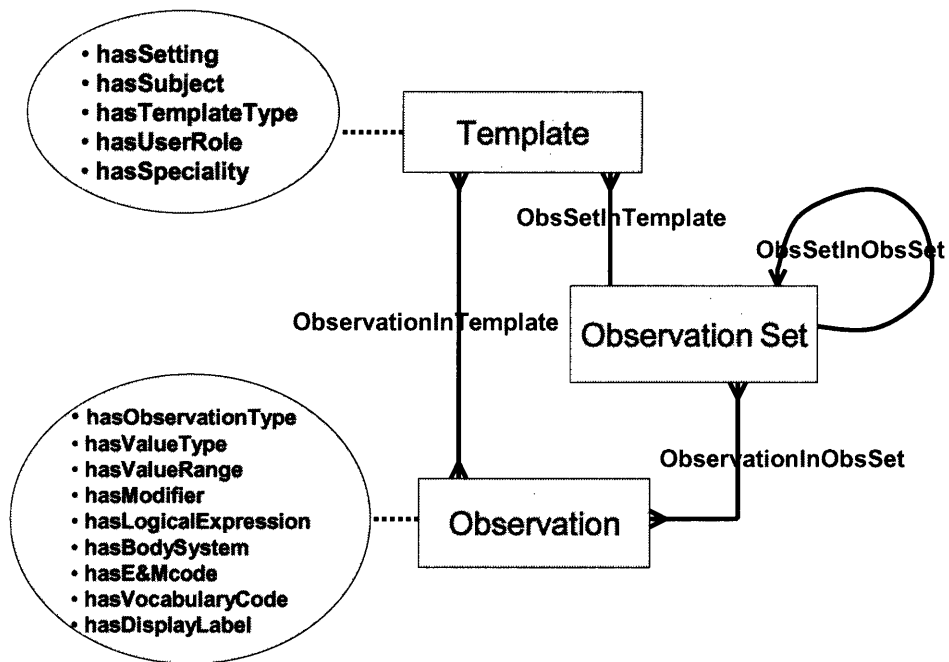 • hasSetting
• hasSubject
• hasTemplateType
• hasUserRole
• hasSpeciality
Template
ObsSetInTemplate
ObsSetInObsSet
ObservationInTemplate
Observation Set
• hasObservationType
• hasValueType
• hasValueRange
• hasModifier
• hasLogicalExpression
• hasBodySystem
• hasE&Mcode
• hasVocabularyCode
• hasDisplayLabel
ObservationInObsSet
Observation